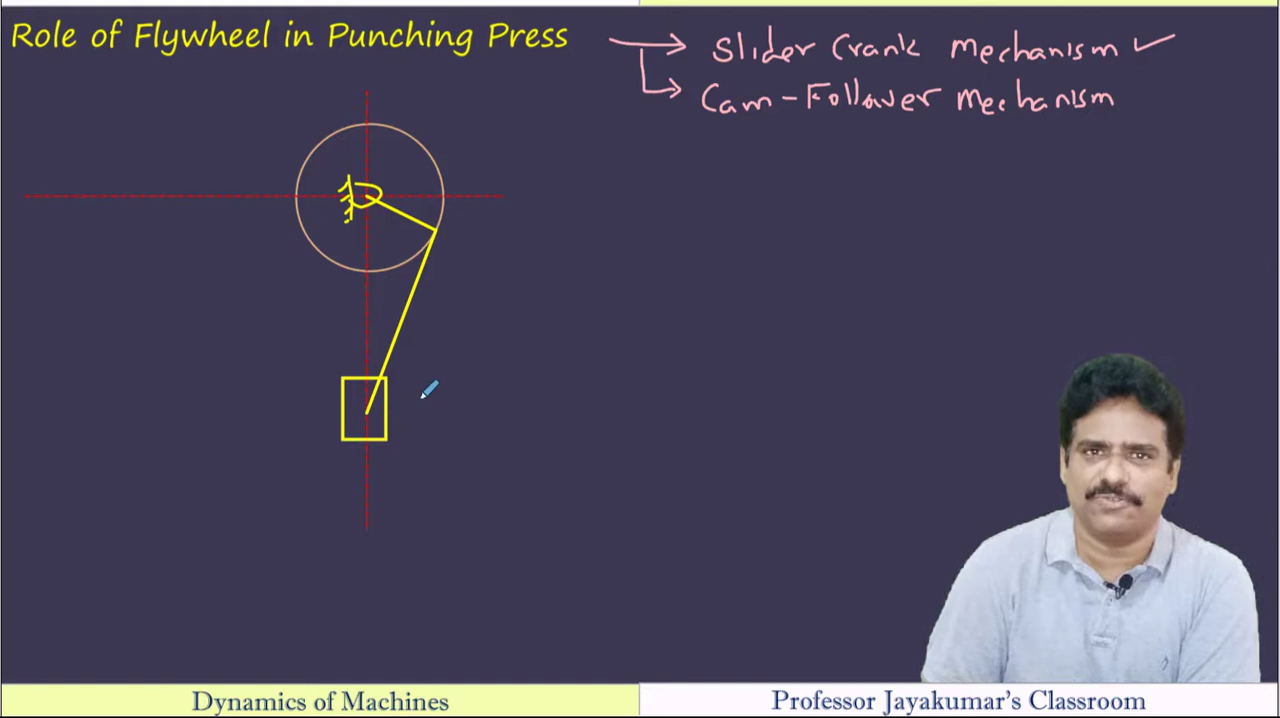 Role of Flywheel in Punching Press
Slider Crank Mechanism
Cam-Follower Mechanism
Dynamics of Machines
Professor Jayakumar's Classroom